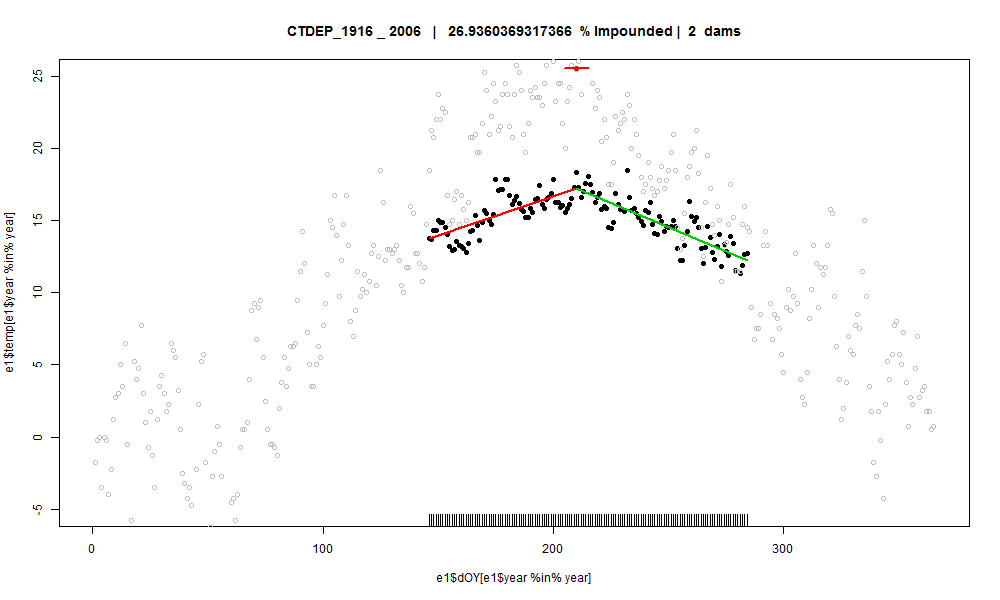 CTDEP_1916 _ 2006 | 26.9360369317366 % Impounded | 2 dams
e1$temp[e1$year %in% year]
25
20
15
10
5
0
-5
0 100 200 300
e1$dOY[e1$year %in% year]